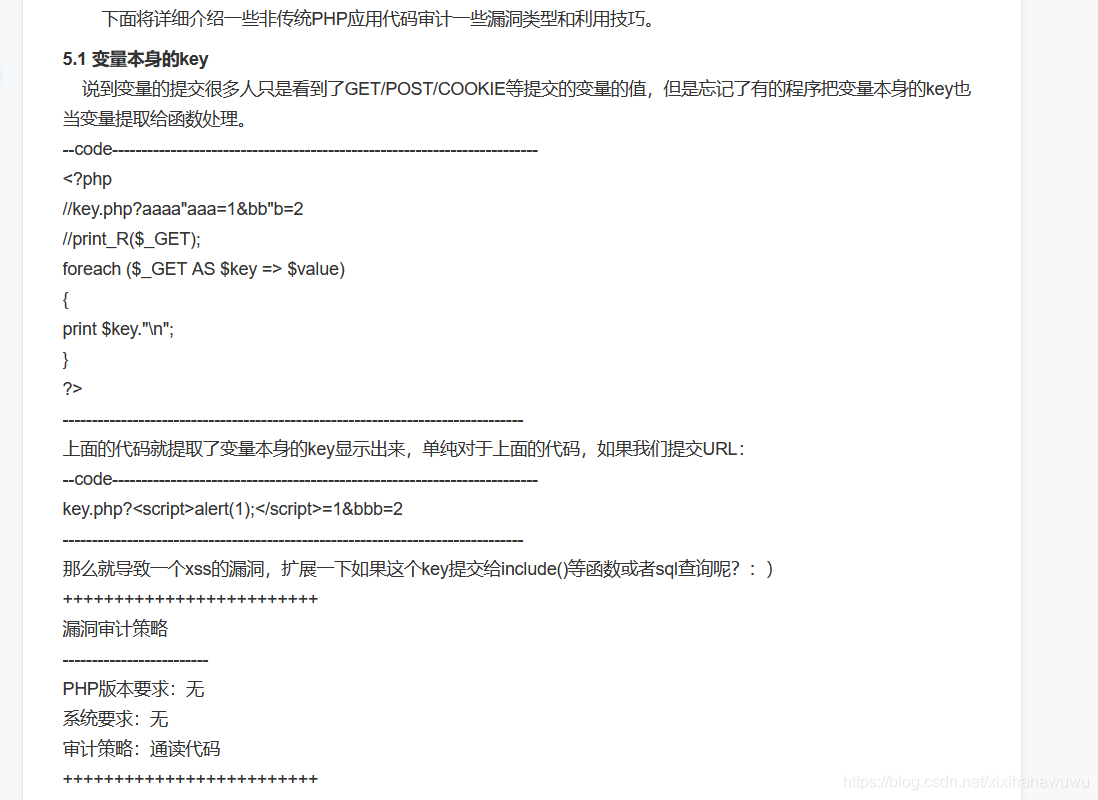 下面将详细介绍一些非传统PHP应用代码审计一些漏洞类型和利用技巧。
5.1 变量本身的key
说到变量的提交很多人只是看到了GET/POST/COOKIE等提交的变量的值，但是忘记了有的程序把变量本身的key也
当变量提取给函数处理。
--code-------------------------------------------------------------------------
<?php
//key.php?aaaa"aaa=1&bb"b=2
//print_R($_GET);
foreach ($_GET AS $key => $value)
{
print $key."\n";
}
?>
-------------------------------------------------------------------------------
上面的代码就提取了变量本身的key显示出来，单纯对于上面的代码，如果我们提交URL：
--code-------------------------------------------------------------------------
key.php?<script>alert(1);</script>=1&bbb=2
-------------------------------------------------------------------------------
那么就导致一个xss的漏洞，扩展一下如果这个key提交给include()等函数或者sql查询呢？：)
+++++++++++++++++++++++++
漏洞审计策略
-------------------------
PHP版本要求：无
系统要求：无
审计策略：通读代码
+++++++++++++++++++++++++
https://blog.csdn.net/xixihahawuwu